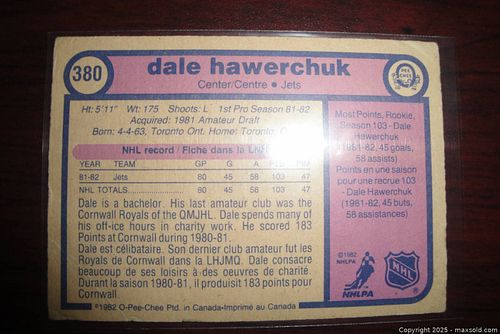 380
dale hawerchuk
Center/Centre • Jets
O-PEE-CHEE
Ht: 5'11" Wt: 175 Shoots: L 1st Pro Season 81-82
Acquired: 1981 Amateur Draft
Born: 4-4-63, Toronto Ont. Home: Toronto,
NHL record / Fiche dans la LNH
YEAR TEAM GP G A PTS PIM
81-82 Jets 80 45 58 103 47
NHL TOTALS 80 45 58 103 47
Dale is a bachelor. His last amateur club was the
Cornwall Royals of the QMJHL. Dale spends many of
his off-ice hours in charity work. He scored 183
Points at Cornwall during 1980-81.
Dale est célibataire. Son dernier club amateur fut les
Royals de Cornwall dans la LHJMQ. Dale consacre
beaucoup de ses loisirs à des oeuvres de charité.
Durant la saison 1980-81, il produisit 183 points pour
Cornwall.
©1982 O-Pee-Chee Ptd. in Canada-Imprimé au Canada
Most Points, Rookie,
Season 103 - Dale
Hawerchuk
(1981-82, 45 goals,
58 assists)
Points en une saison
pour une recrue 103
- Dale Hawerchuk
(1981-82, 45 buts,
58 assistances)
©1982
NHLPA
NHLPA
NHL
Copyright 2025 - maxsold.com